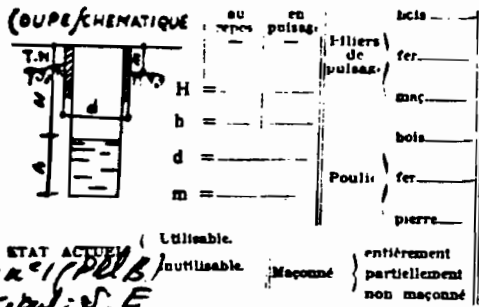 COUPE SCHEMATIQUE
au repos
en puisage
T.N
H
h
d
m
H =
h =
d =
m =
Piliers de puisage
bois
fer
maç
Poulie
bois
fer
pierre
ETAT ACTUEL
Utilisable.
Inutilisable.
Maçonné
entièrement
partiellement
non maçonné